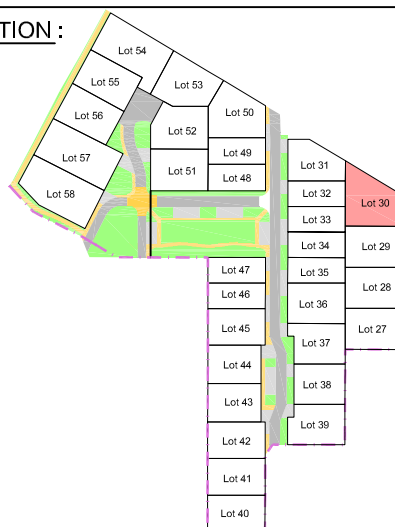 TION :
Lot 54
Lot 53
Lot 55
Lot 50
Lot 56
Lot 52
Lot 49
Lot 31
Lot 57
Lot 51
Lot 48
Lot 32
Lot 58
Lot 30
Lot 33
Lot 34
Lot 29
Lot 47
Lot 35
Lot 46
Lot 28
Lot 36
Lot 45
Lot 27
Lot 37
Lot 44
Lot 38
Lot 43
Lot 39
Lot 42
Lot 41
Lot 40